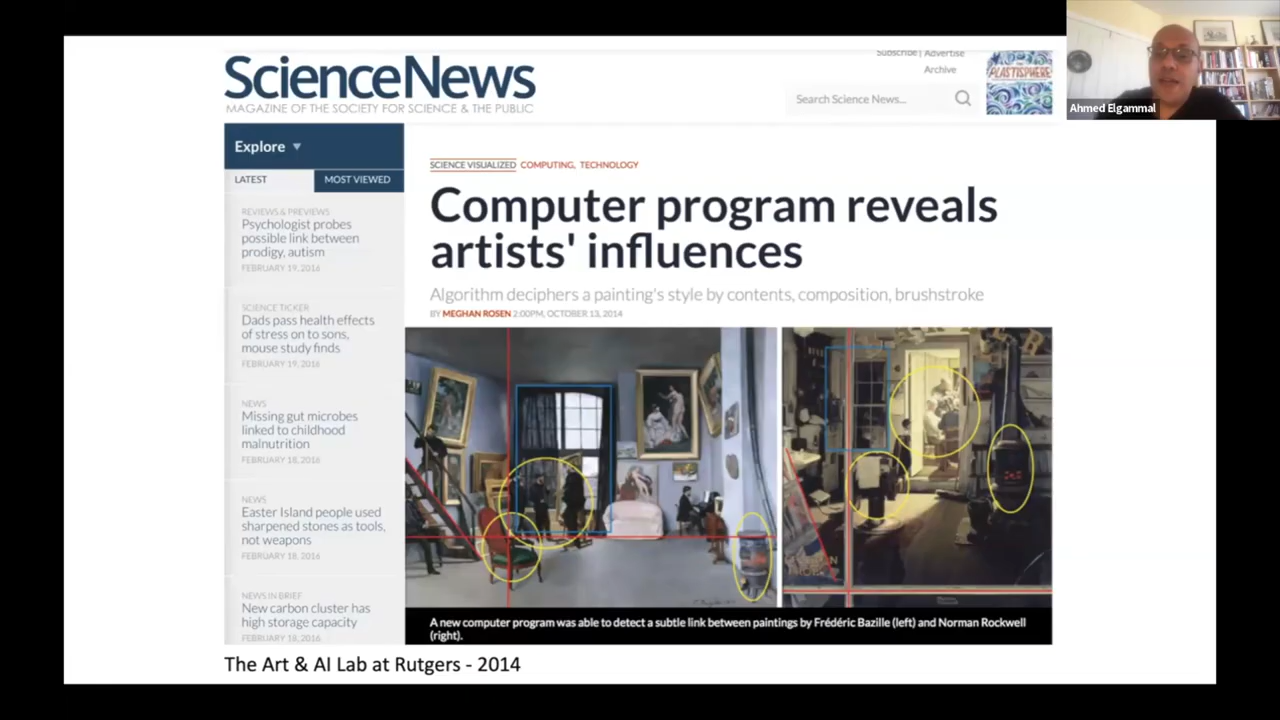 ScienceNews
MAGAZINE OF THE SOCIETY FOR SCIENCE & THE PUBLIC
Subscribe | Advertise
Archive
Search Science News...
PLASTISPHERE
Ahmed Elgammal
Explore
LATEST
MOST VIEWED
REVIEWS & PREVIEWS
Psychologist probes
possible link between
prodigy, autism
FEBRUARY 19, 2016
SCIENCE TICKER
Dads pass health effects
of stress on to sons,
mouse study finds
FEBRUARY 19, 2016
NEWS
Missing gut microbes
linked to childhood
malnutrition
FEBRUARY 18, 2016
NEWS
Easter Island people used
sharpened stones as tools,
not weapons
FEBRUARY 18, 2016
NEWS IN BRIEF
New carbon cluster has
high storage capacity
FEBRUARY 18, 2016
SCIENCE VISUALIZED COMPUTING, TECHNOLOGY
Computer program reveals
artists' influences
Algorithm deciphers a painting's style by contents, composition, brushstroke
BY MEGHAN ROSEN 2:00PM, OCTOBER 13, 2014
A new computer program was able to detect a subtle link between paintings by Frédéric Bazille (left) and Norman Rockwell
(right).
The Art & AI Lab at Rutgers - 2014